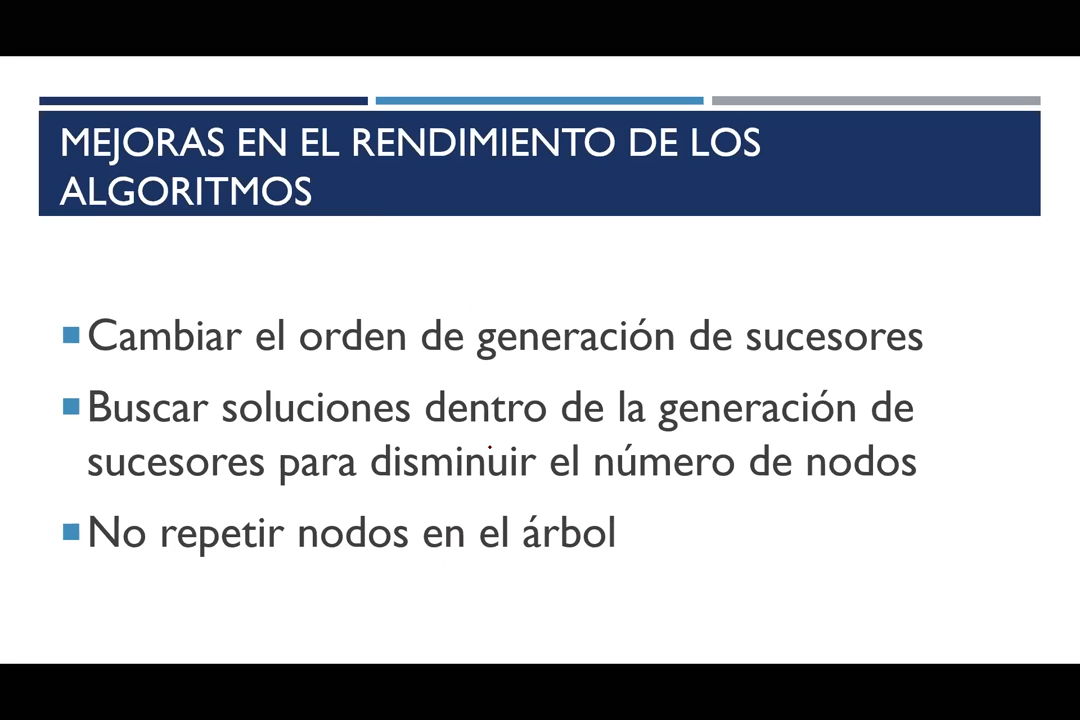 MEJORAS EN EL RENDIMIENTO DE LOS
ALGORITMOS
Cambiar el orden de generación de sucesores
Buscar soluciones dentro de la generación de
sucesores para disminuir el número de nodos
No repetir nodos en el árbol